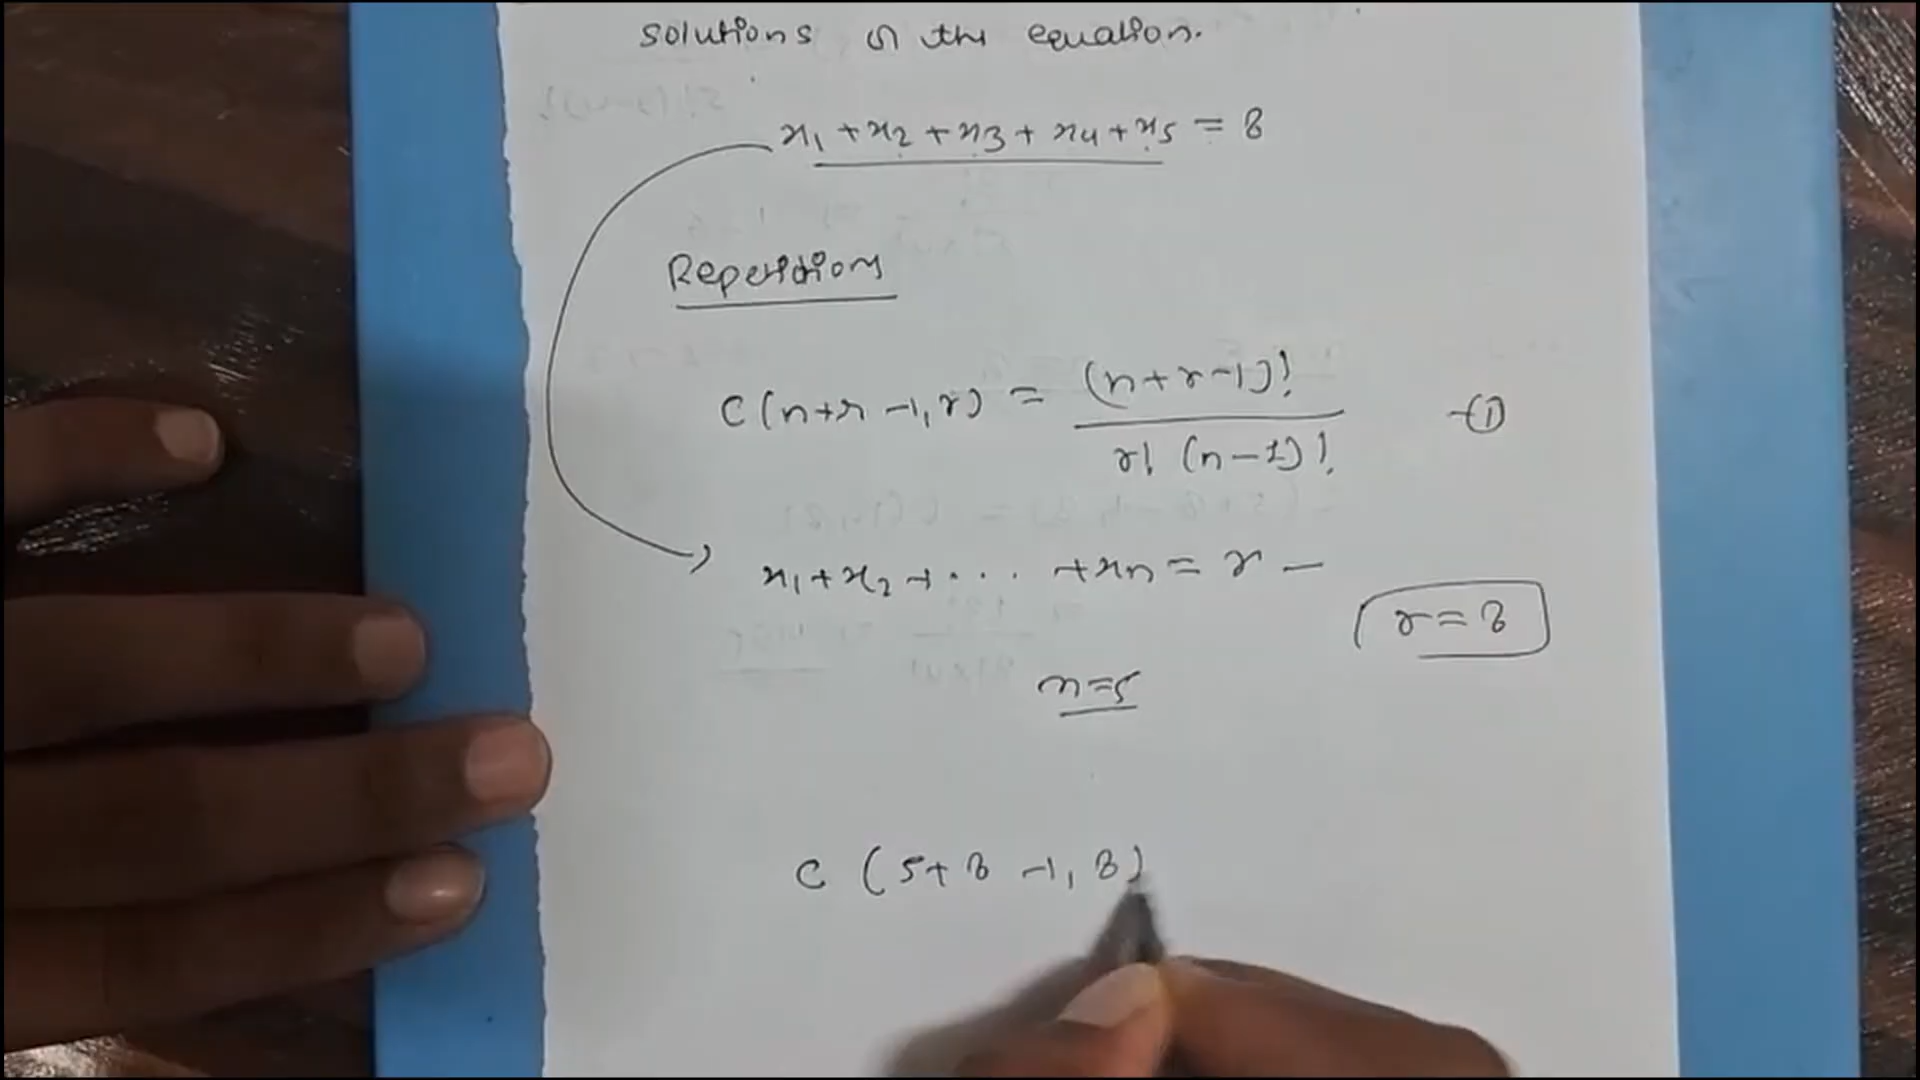 solutions of the equation.
x₁ + x₂ + x₃ + x₄ + x₅ = 8
Repetitions
C(n+r-1, r) = (n+r-1)! / r! (n-1)! -①
x₁ + x₂ + ... + xn = r -
r = 8
n=5
C (5+8-1, 8)